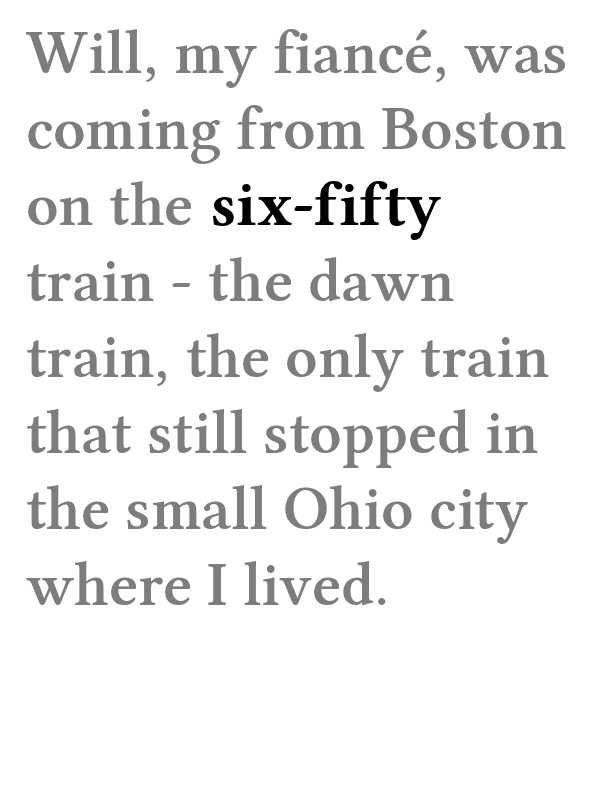 Will, my fiancé, was
coming from Boston
on the six-fifty
train - the dawn
train, the only train
that still stopped in
the small Ohio city
where I lived.